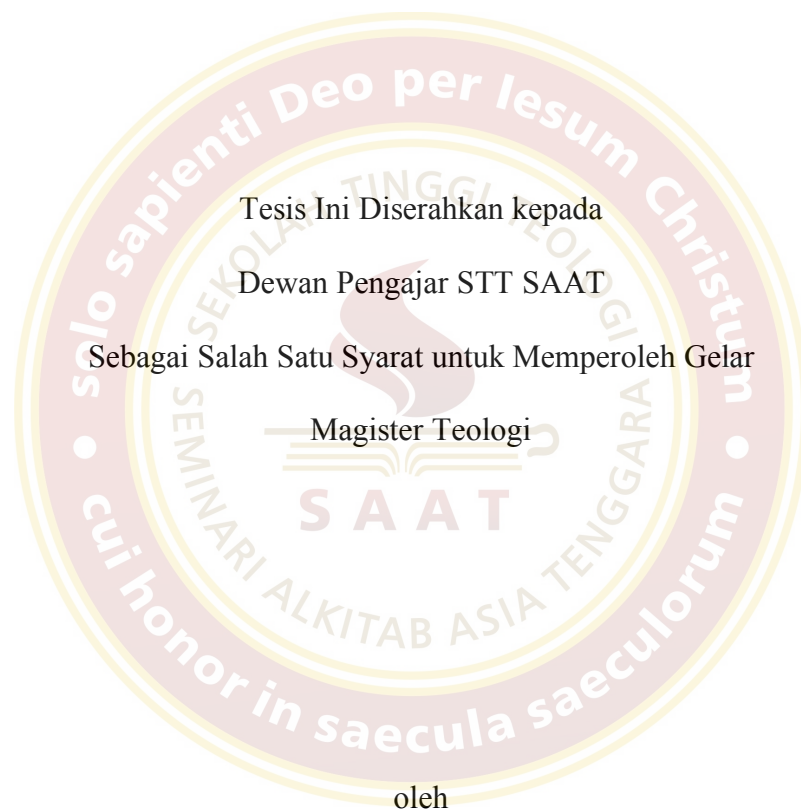 solo sapienti Deo per Iesum Christum
SEKOLAH TINGGI TEOLOGI
Tesis Ini Diserahkan kepada
Dewan Pengajar STT SAAT
Sebagai Salah Satu Syarat untuk Memperoleh Gelar
Magister Teologi
SAAT
SEMINARI ALKITAB ASIA TENGGARA
cui honor in saecula saeculorum
oleh